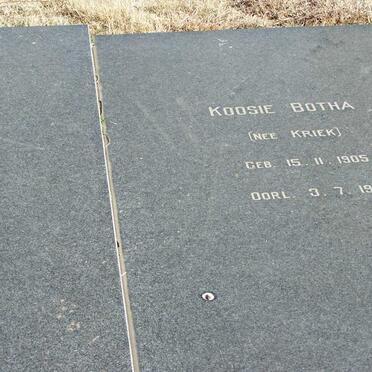 KOOSIE BOTHA
(NEE KRIEK)
GEB. 15. 11. 1905
OORL. 3. 7. 19